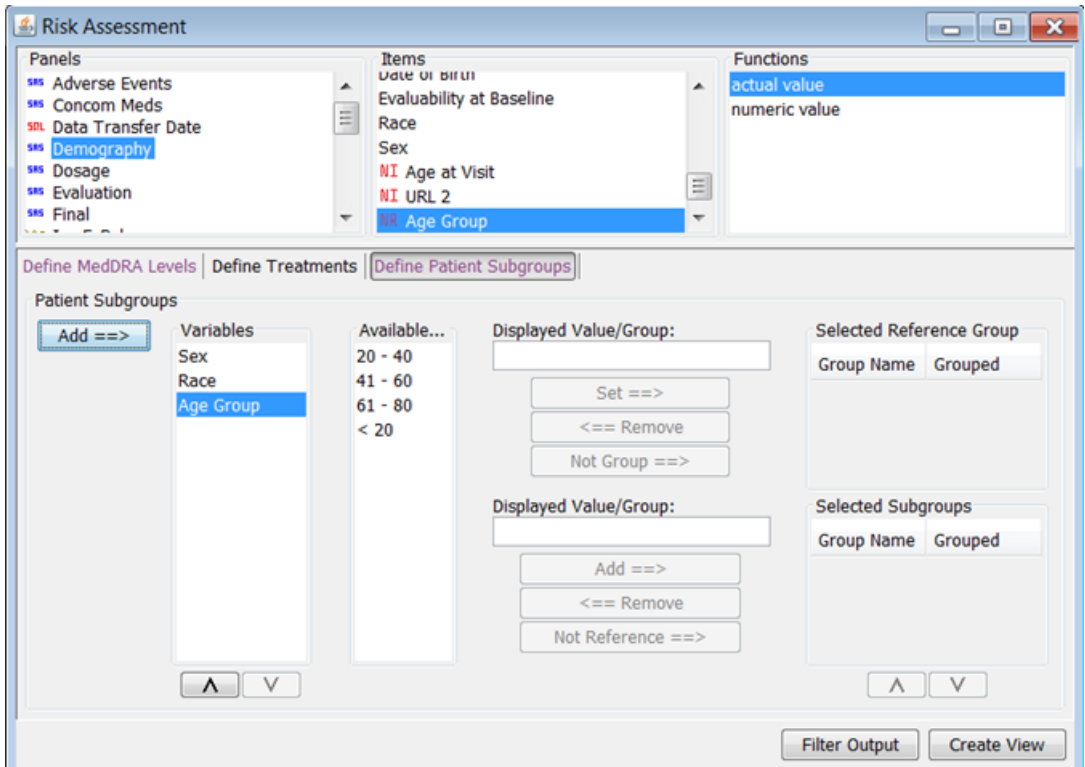 Risk Assessment
Panels
SRS Adverse Events
SRS Concom Meds
SDL Data Transfer Date
SRS Demography
SRS Dosage
SRS Evaluation
SRS Final
Items
Date of Birth
Evaluability at Baseline
Race
Sex
NI Age at Visit
NI URL 2
NR Age Group
Functions
actual value
numeric value
Define MedDRA Levels Define Treatments Define Patient Subgroups
Patient Subgroups
Add ==>
Variables
Sex
Race
Age Group
Available...
20 - 40
41 - 60
61 - 80
< 20
Displayed Value/Group:
Set ==>
<== Remove
Not Group ==>
Displayed Value/Group:
Add ==>
<== Remove
Not Reference ==>
Selected Reference Group
Group Name Grouped
Selected Subgroups
Group Name Grouped
Filter Output Create View